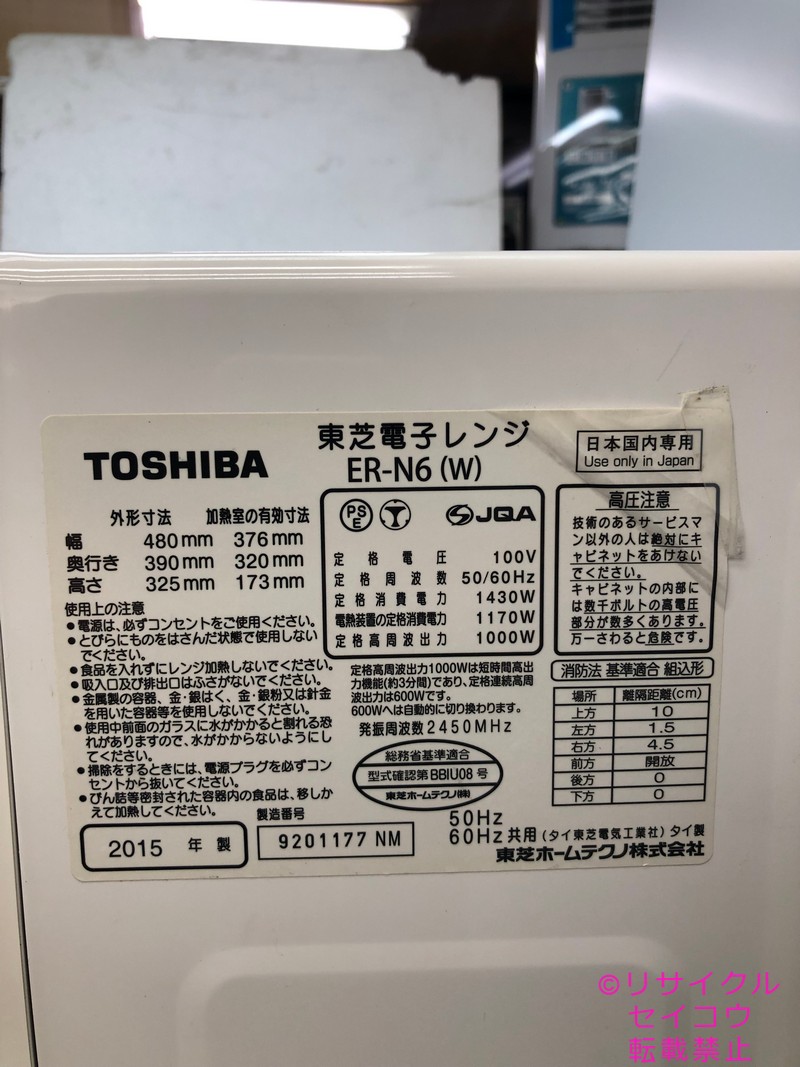 TOSHIBA
東芝電子レンジ
ER-N6 (W)
日本国内専用
Use only in Japan
外形寸法 加熱室の有効寸法
幅 480mm 376mm
奥行き 390mm 320mm
高さ 325mm 173mm
使用上の注意
●電源は、必ずコンセントをご使用ください。
●とびらにものをはさんだ状態で使用しない
でください。
●食品を入れずにレンジ加熱しないでください。
●吸入口及び排出口はふさがないでください。
●金属製の容器、金・銀はく、金・銀粉又は針金
を用いた容器等を使用しないでください。
●使用中前面のガラスに水がかかると割れる恐
れがありますので、水がかからないようにし
てください。
●掃除をするときには、電源プラグを必ずコン
セントから抜いてください。
●びん詰等密封された容器内の食品は、移しか
えて加熱してください。
2015 年 製
製造番号
9201177 NM
PS
E
JQA
定格電圧 100V
定格周波数 50/60Hz
定格消費電力 1430W
電熱装置の定格消費電力 1170W
定格高周波出力 1000W
定格高周波出力1000Wは短時間高出
力機能(約3分間)であり、定格連続高周
波出力は600Wです。
600Wへは自動的に切り換わります。
発振周波数2450MHz
総務省基準適合
型式確認第BBIU08号
東芝ホームテクノ(株)
高圧注意
技術のあるサービスマ
ン以外の人は絶対にキ
ャビネットをあけない
でください。
キャビネットの内部に
は数千ボルトの高電圧
部分が数多くあります。
万一さわると危険です。
消防法 基準適合 組込形
場所 離隔距離(cm)
上方 10
左方 1.5
右方 4.5
前方 開放
後方 0
下方 0
50Hz
60Hz共用 (タイ東芝電気工業社) タイ製
東芝ホームテクノ株式会社
©リサイクル
セイコウ
転載禁止